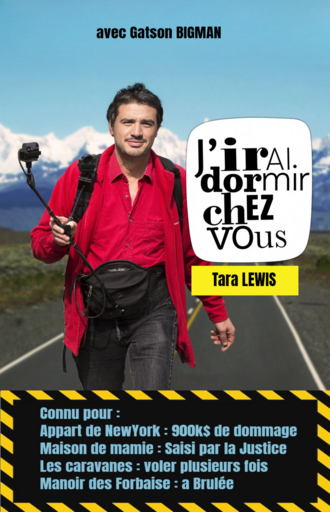 avec Gatson BIGMAN
J'irAI
dormir
chEZ
vOus
Tara LEWIS
Connu pour :
Appart de NewYork : 900k$ de dommage
Maison de mamie : Saisi par la Justice
Les caravanes : voler plusieurs fois
Manoir des Forbaise : a Brulée